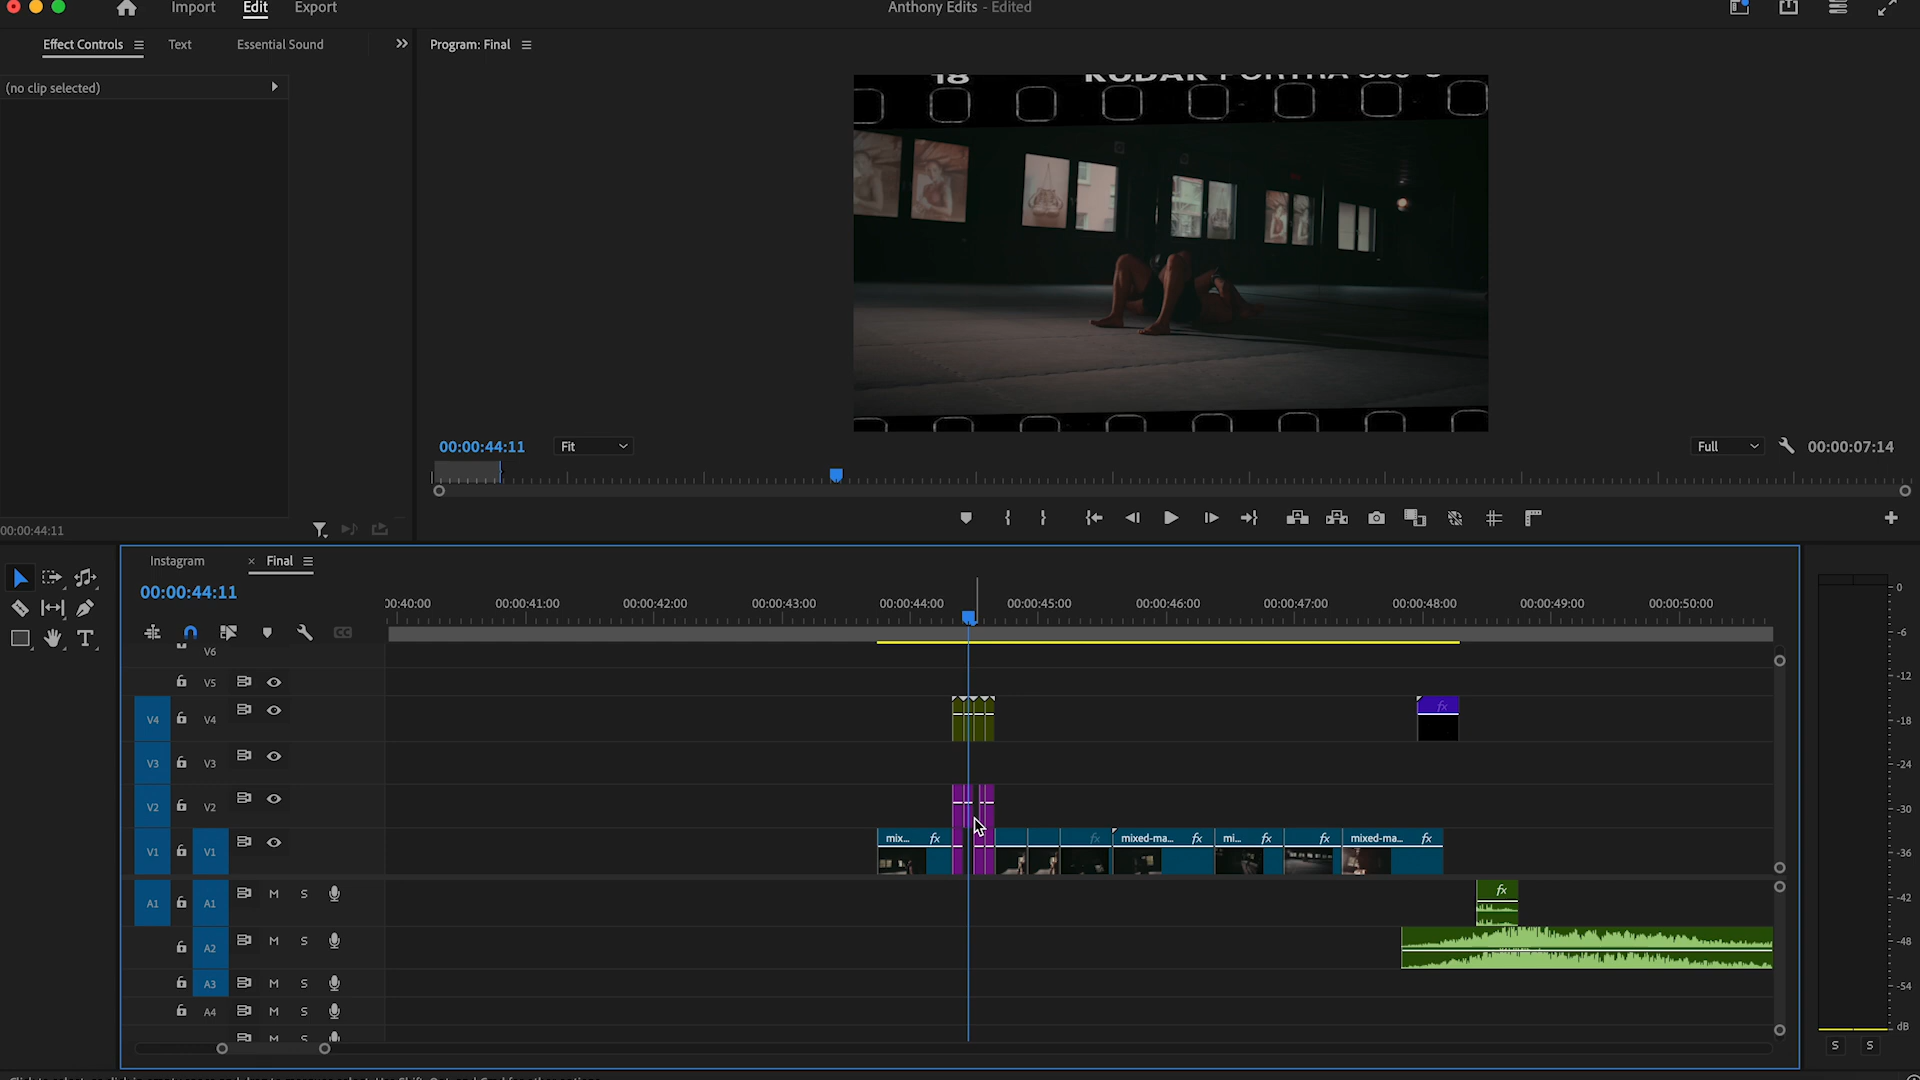 Import
Edit
Export
Anthony Edits - Edited
Effect Controls
Text
Essential Sound
Program: Final
(no clip selected)
18
00:00:44:11
Fit
Full
00:00:07:14
00:00:44:11
Instagram
× Final
00:00:44:11
00:40:00
00:00:41:00
00:00:42:00
00:00:43:00
00:00:44:00
00:00:45:00
00:00:46:00
00:00:47:00
00:00:48:00
00:00:49:00
00:00:50:00
CC
V6
V5
V4 V4 fx
V3 V3
V2 V2
V1 V1
mix... fx
fx
mixed-ma... fx
mi... fx
fx
mixed-ma... fx
A1 A1 M S fx
A2 M S
A3 M S
A4 M S
M S
0
-6
-12
-18
-24
-30
-36
-42
-48
-54
dB
S S